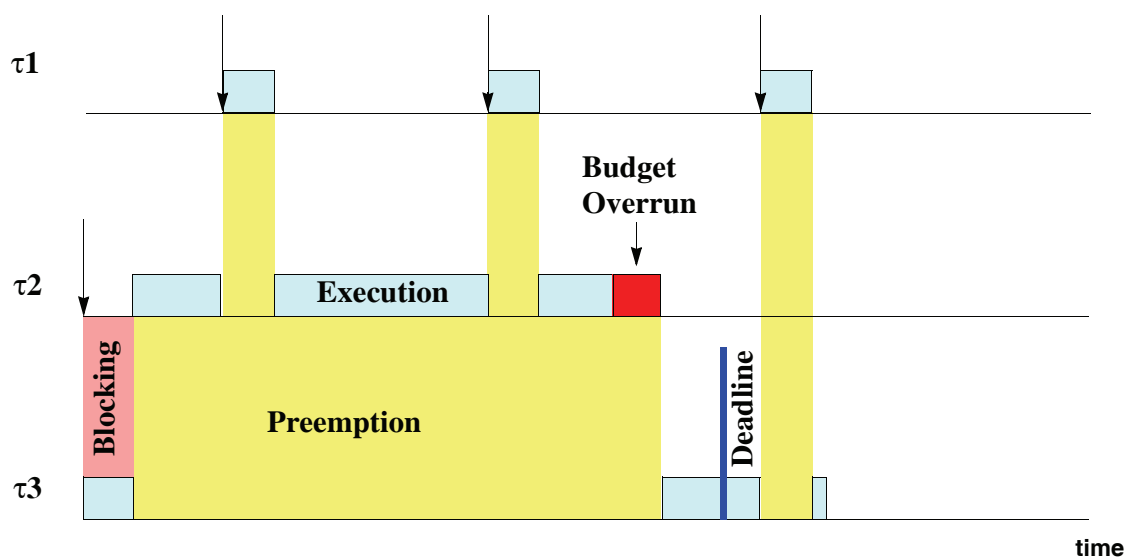 τ1
Budget
Overrun
τ2
Execution
Blocking
Preemption
Deadline
τ3
time